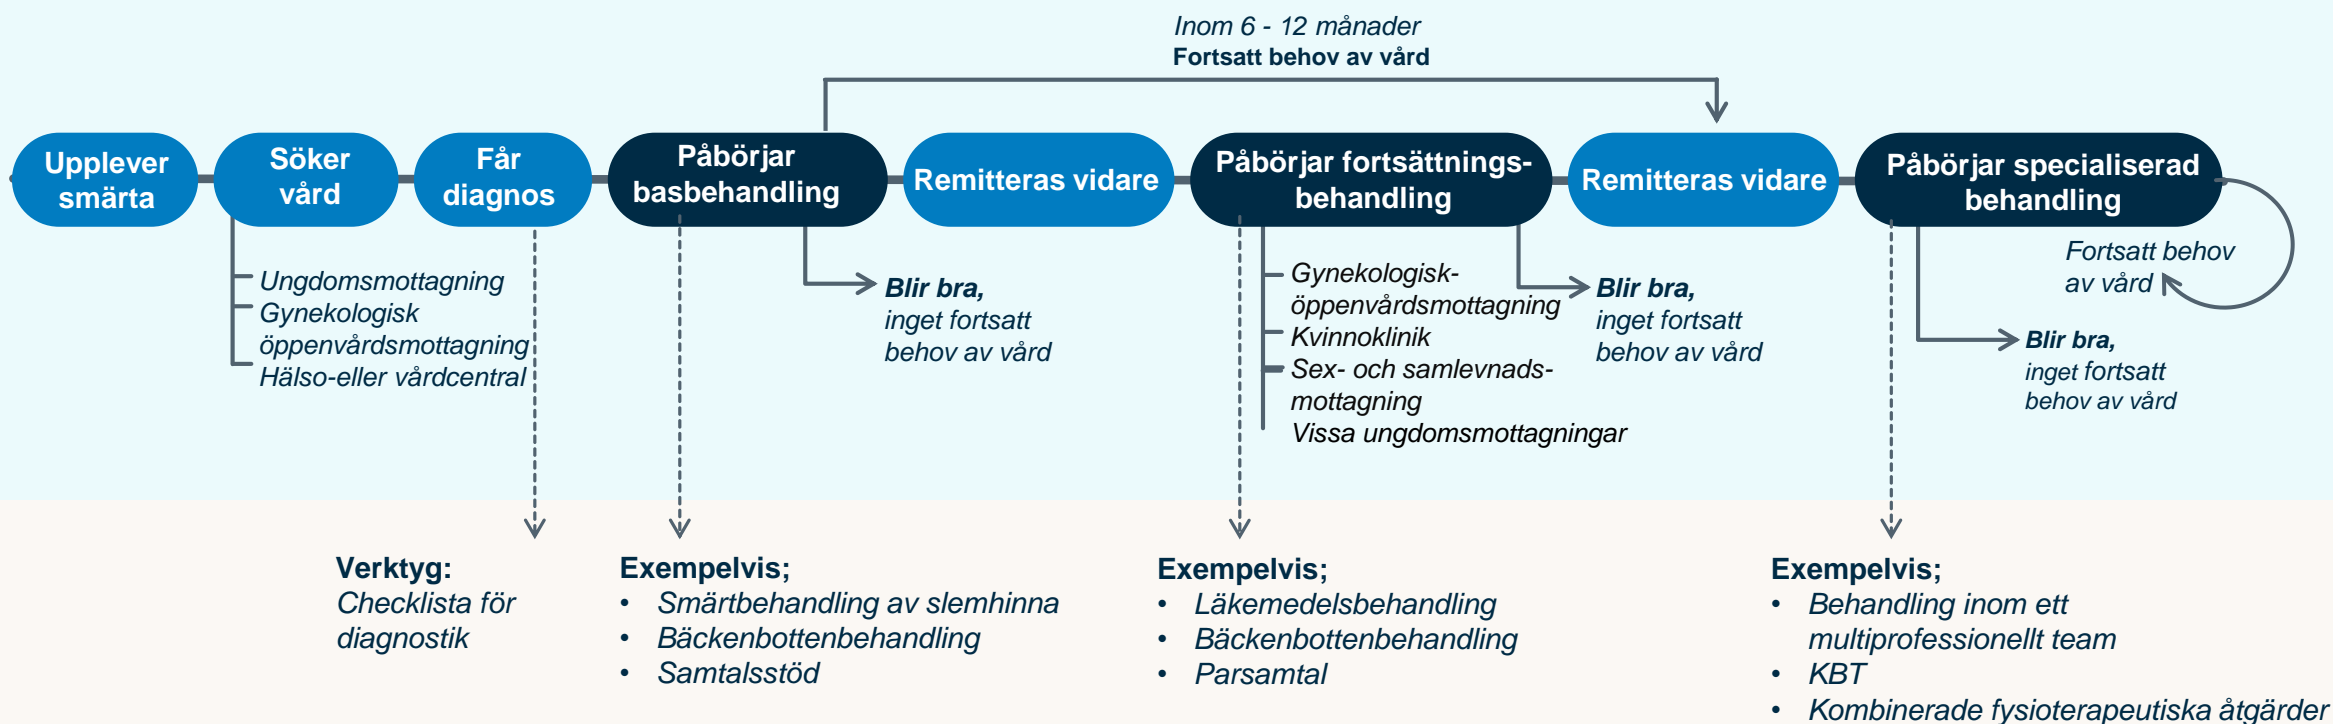 Inom 6 - 12 månader
Fortsatt behov av vård
Upplever
smärta
Söker
vård
Får
diagnos
Påbörjar
basbehandling
Remitteras vidare
Påbörjar fortsättnings-
behandling
Remitteras vidare
Påbörjar specialiserad
behandling
Ungdomsmottagning
Gynekologisk
öppenvårdsmottagning
Hälso-eller vårdcentral
Blir bra,
inget fortsatt
behov av vård
Gynekologisk-
öppenvårdsmottagning
Kvinnoklinik
Sex- och samlevnads-
mottagning
Vissa ungdomsmottagningar
Blir bra,
inget fortsatt
behov av vård
Fortsatt behov
av vård
Blir bra,
inget fortsatt
behov av vård
Verktyg:
Checklista för
diagnostik
Exempelvis;
• Smärtbehandling av slemhinna
• Bäckenbottenbehandling
• Samtalsstöd
Exempelvis;
• Läkemedelsbehandling
• Bäckenbottenbehandling
• Parsamtal
Exempelvis;
• Behandling inom ett
multiprofessionellt team
• KBT
• Kombinerade fysioterapeutiska åtgärder